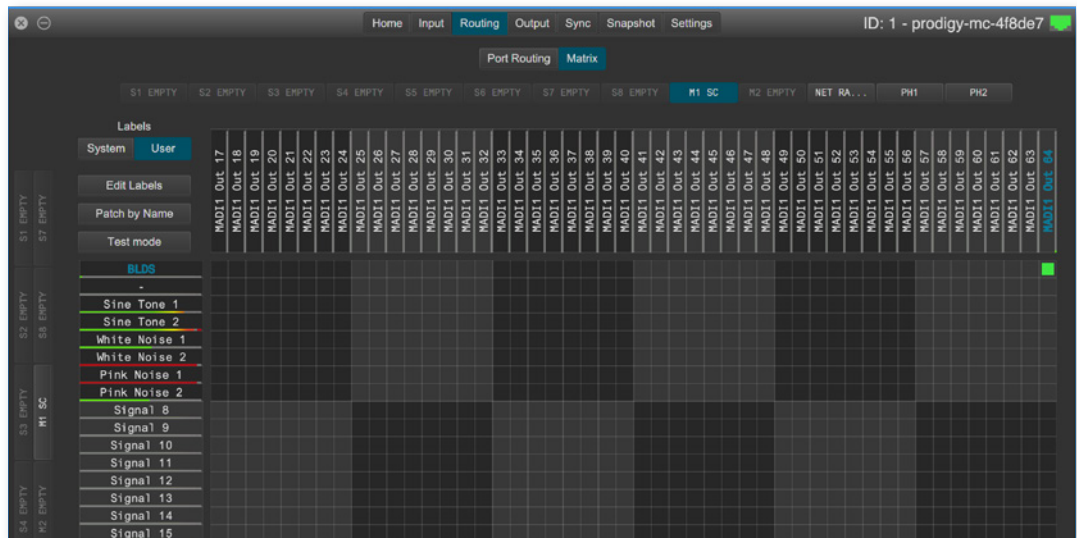 Home Input Routing Output Sync Snapshot Settings ID: 1 - prodigy-mc-4f8de7
Port Routing Matrix
S1 EMPTY S2 EMPTY S3 EMPTY S4 EMPTY S5 EMPTY S6 EMPTY S7 EMPTY S8 EMPTY M1 SC M2 EMPTY NET RA... PH1 PH2
Labels
System User
Edit Labels
Patch by Name
Test mode
MADI1 Out 17
MADI1 Out 18
MADI1 Out 19
MADI1 Out 20
MADI1 Out 21
MADI1 Out 22
MADI1 Out 23
MADI1 Out 24
MADI1 Out 25
MADI1 Out 26
MADI1 Out 27
MADI1 Out 28
MADI1 Out 29
MADI1 Out 30
MADI1 Out 31
MADI1 Out 32
MADI1 Out 33
MADI1 Out 34
MADI1 Out 35
MADI1 Out 36
MADI1 Out 37
MADI1 Out 38
MADI1 Out 39
MADI1 Out 40
MADI1 Out 41
MADI1 Out 42
MADI1 Out 43
MADI1 Out 44
MADI1 Out 45
MADI1 Out 46
MADI1 Out 47
MADI1 Out 48
MADI1 Out 49
MADI1 Out 50
MADI1 Out 51
MADI1 Out 52
MADI1 Out 53
MADI1 Out 54
MADI1 Out 55
MADI1 Out 56
MADI1 Out 57
MADI1 Out 58
MADI1 Out 59
MADI1 Out 60
MADI1 Out 61
MADI1 Out 62
MADI1 Out 63
MADI1 Out 64
S1 EMPTY
S7 EMPTY
S2 EMPTY
S8 EMPTY
S3 EMPTY
M1 SC
S4 EMPTY
M2 EMPTY
BLDS
-
Sine Tone 1
Sine Tone 2
White Noise 1
White Noise 2
Pink Noise 1
Pink Noise 2
Signal 8
Signal 9
Signal 10
Signal 11
Signal 12
Signal 13
Signal 14
Signal 15